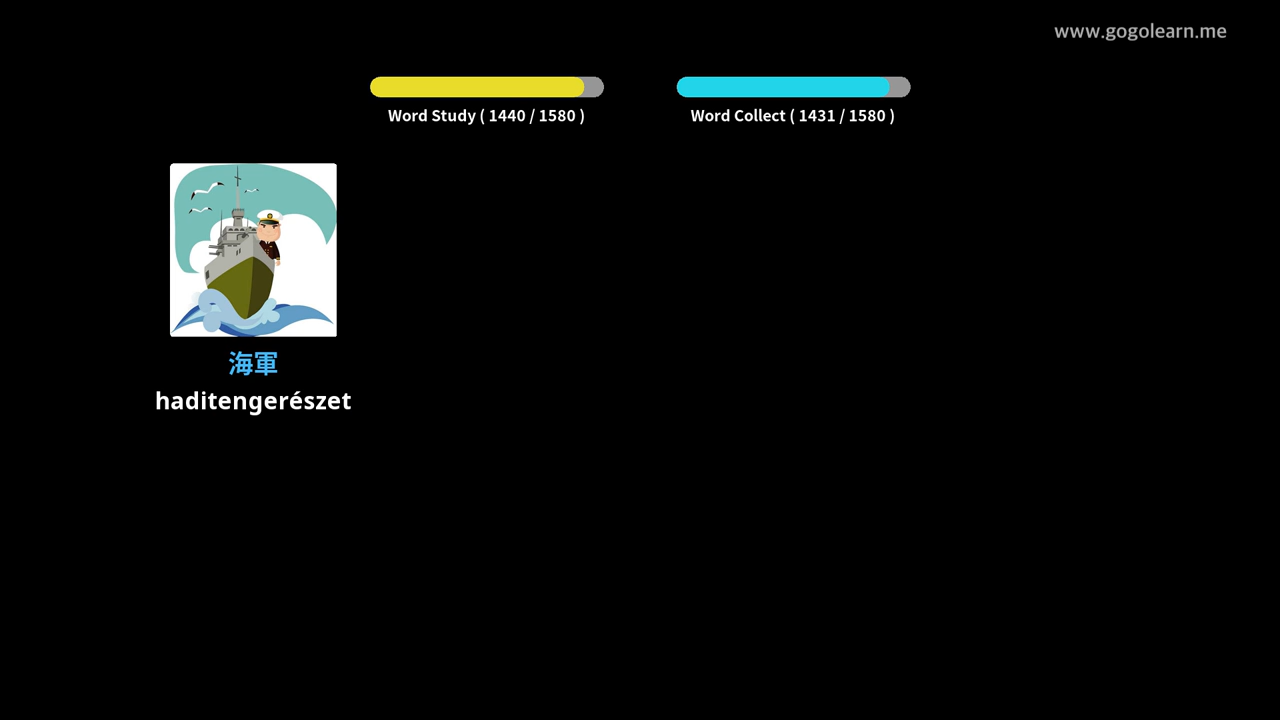 www.gogolearn.me
Word Study ( 1440 / 1580 )
Word Collect ( 1431 / 1580 )
海軍
haditengerészet